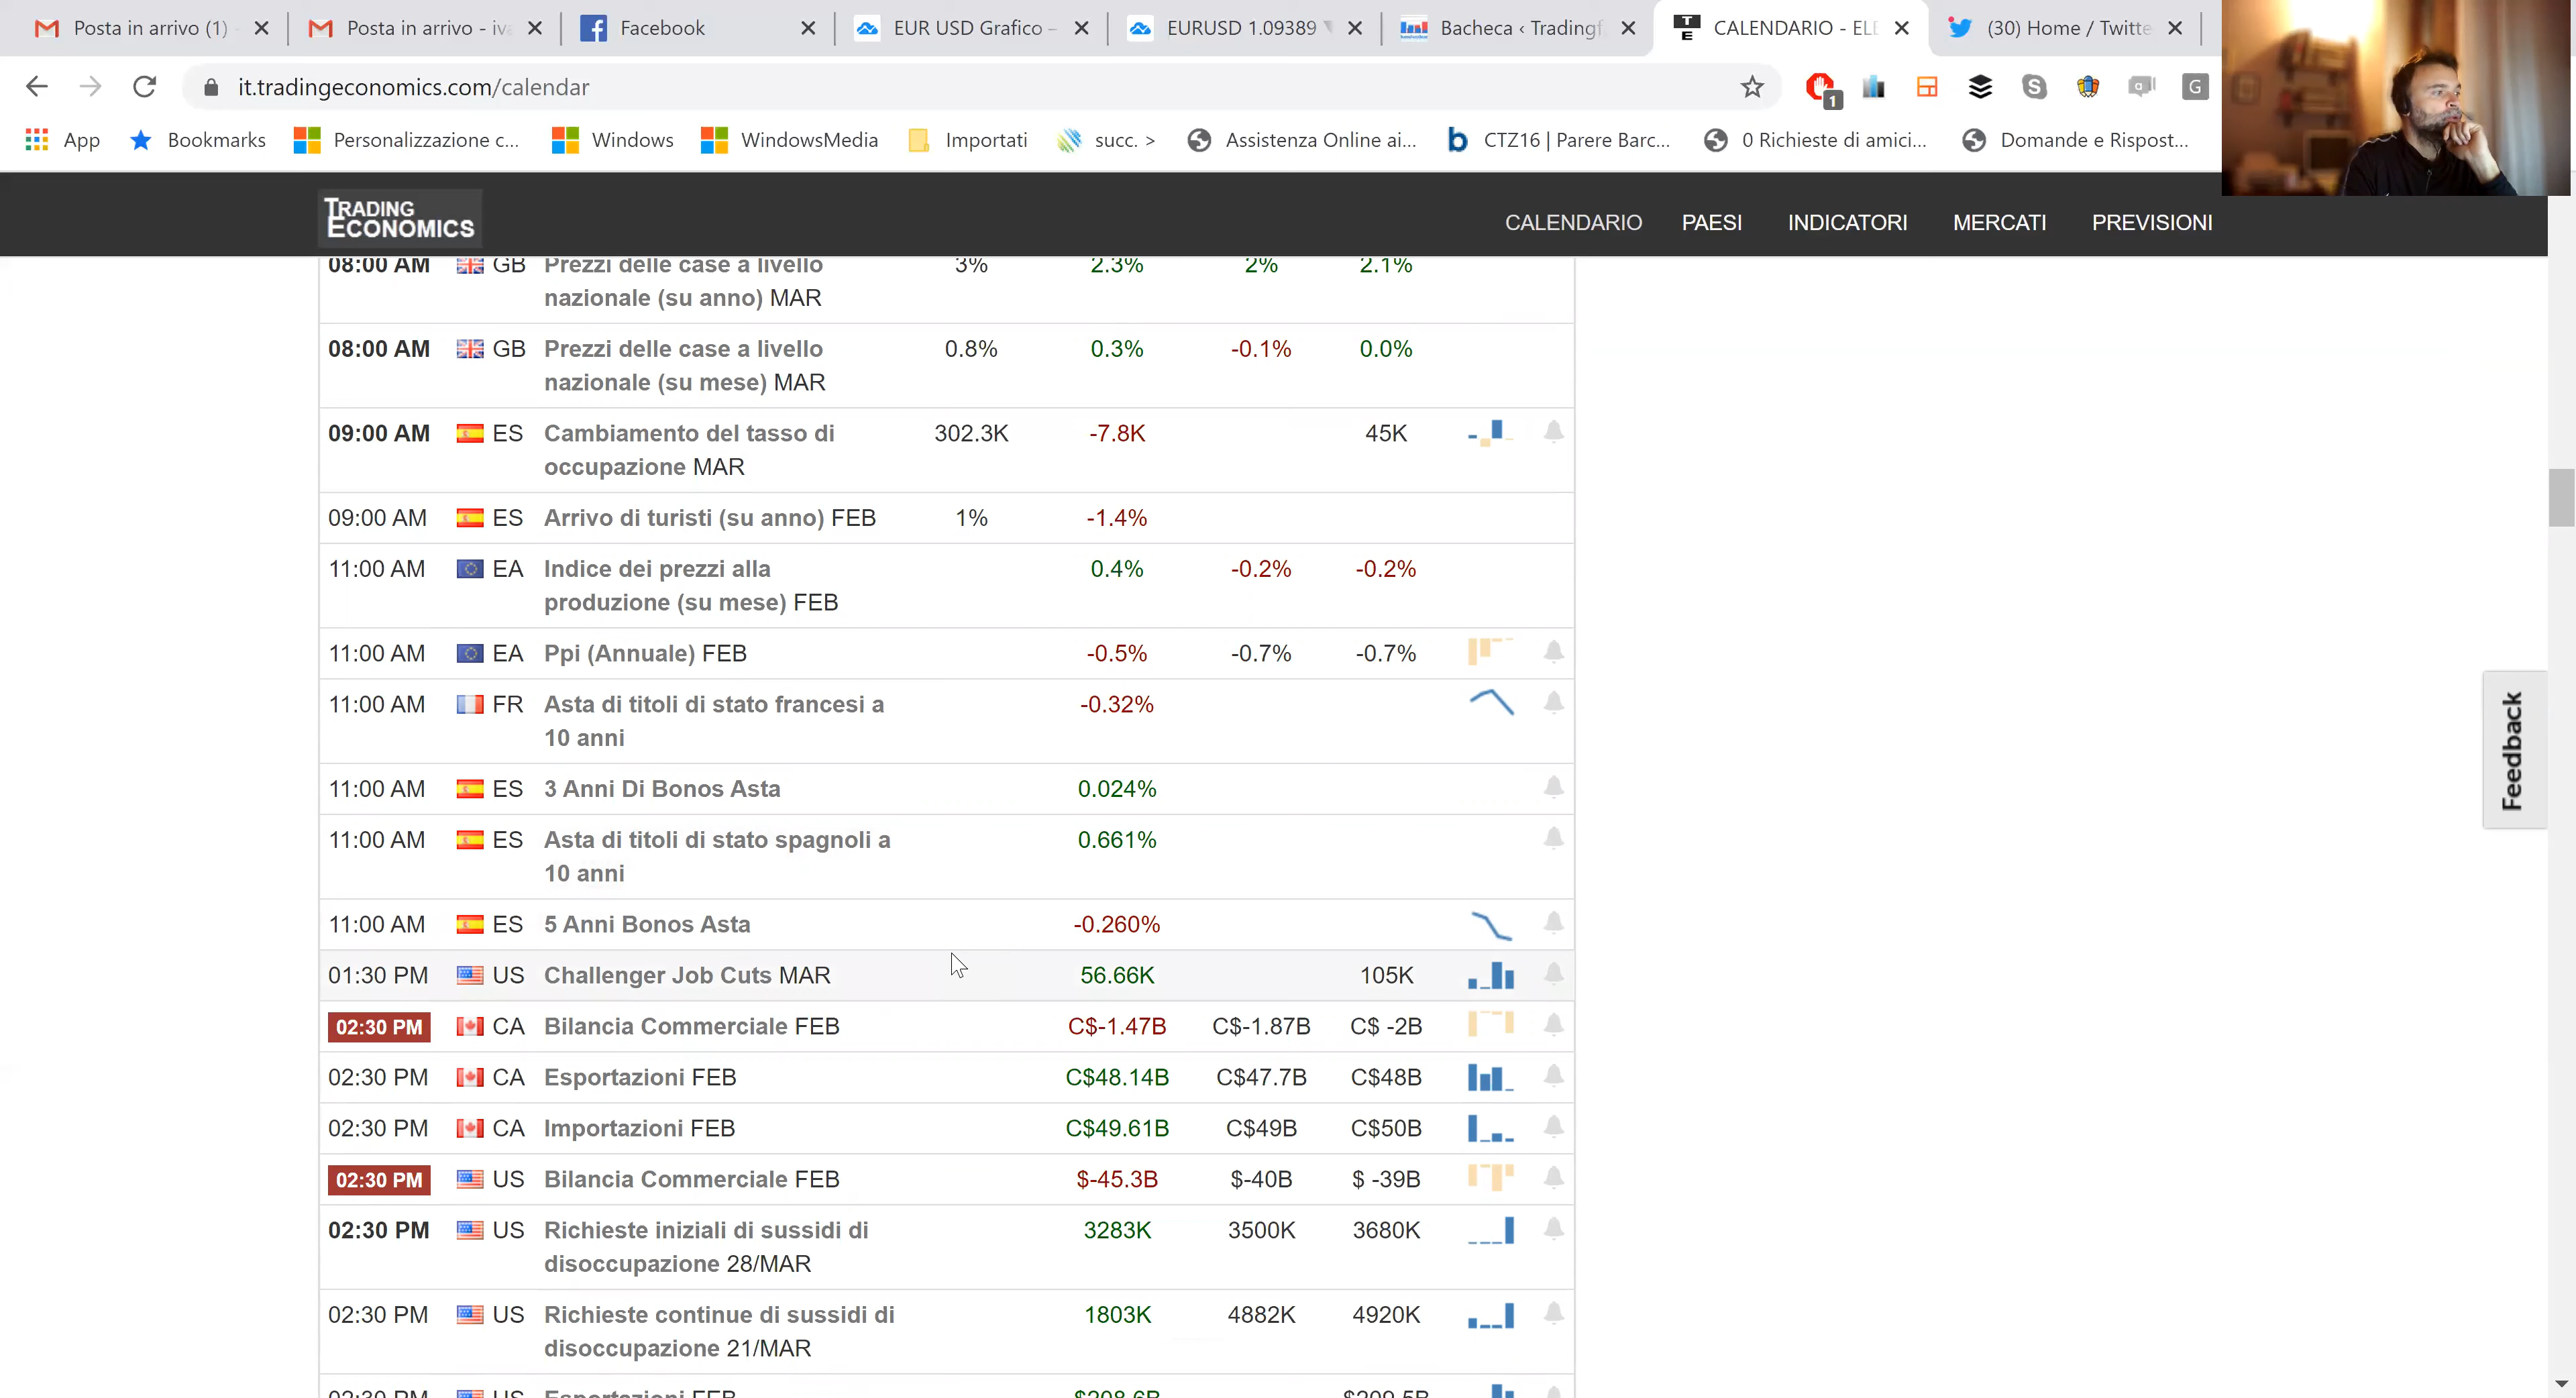 Posta in arrivo (1)
Posta in arrivo - iv
Facebook
EUR USD Grafico –
EURUSD 1.09389
Bacheca ‹ Tradingf
CALENDARIO - ELE
(30) Home / Twitte
it.tradingeconomics.com/calendar
1
G
App
Bookmarks
Personalizzazione c...
Windows
WindowsMedia
Importati
succ. >
Assistenza Online ai...
CTZ16 | Parere Barc...
0 Richieste di amici...
Domande e Rispost...
TRADING
ECONOMICS
CALENDARIO
PAESI
INDICATORI
MERCATI
PREVISIONI
08:00 AM GB Prezzi delle case a livello 3% 2.3% 2% 2.1%
nazionale (su anno) MAR
08:00 AM GB Prezzi delle case a livello 0.8% 0.3% -0.1% 0.0%
nazionale (su mese) MAR
09:00 AM ES Cambiamento del tasso di 302.3K -7.8K 45K
occupazione MAR
09:00 AM ES Arrivo di turisti (su anno) FEB 1% -1.4%
11:00 AM EA Indice dei prezzi alla 0.4% -0.2% -0.2%
produzione (su mese) FEB
11:00 AM EA Ppi (Annuale) FEB -0.5% -0.7% -0.7%
11:00 AM FR Asta di titoli di stato francesi a -0.32%
10 anni
11:00 AM ES 3 Anni Di Bonos Asta 0.024%
11:00 AM ES Asta di titoli di stato spagnoli a 0.661%
10 anni
11:00 AM ES 5 Anni Bonos Asta -0.260%
01:30 PM US Challenger Job Cuts MAR 56.66K 105K
02:30 PM CA Bilancia Commerciale FEB C$-1.47B C$-1.87B C$ -2B
02:30 PM CA Esportazioni FEB C$48.14B C$47.7B C$48B
02:30 PM CA Importazioni FEB C$49.61B C$49B C$50B
02:30 PM US Bilancia Commerciale FEB $-45.3B $-40B $ -39B
02:30 PM US Richieste iniziali di sussidi di 3283K 3500K 3680K
disoccupazione 28/MAR
02:30 PM US Richieste continue di sussidi di 1803K 4882K 4920K
disoccupazione 21/MAR
02:30 PM US Esportazioni FEB $208.6B $209.5B
Feedback